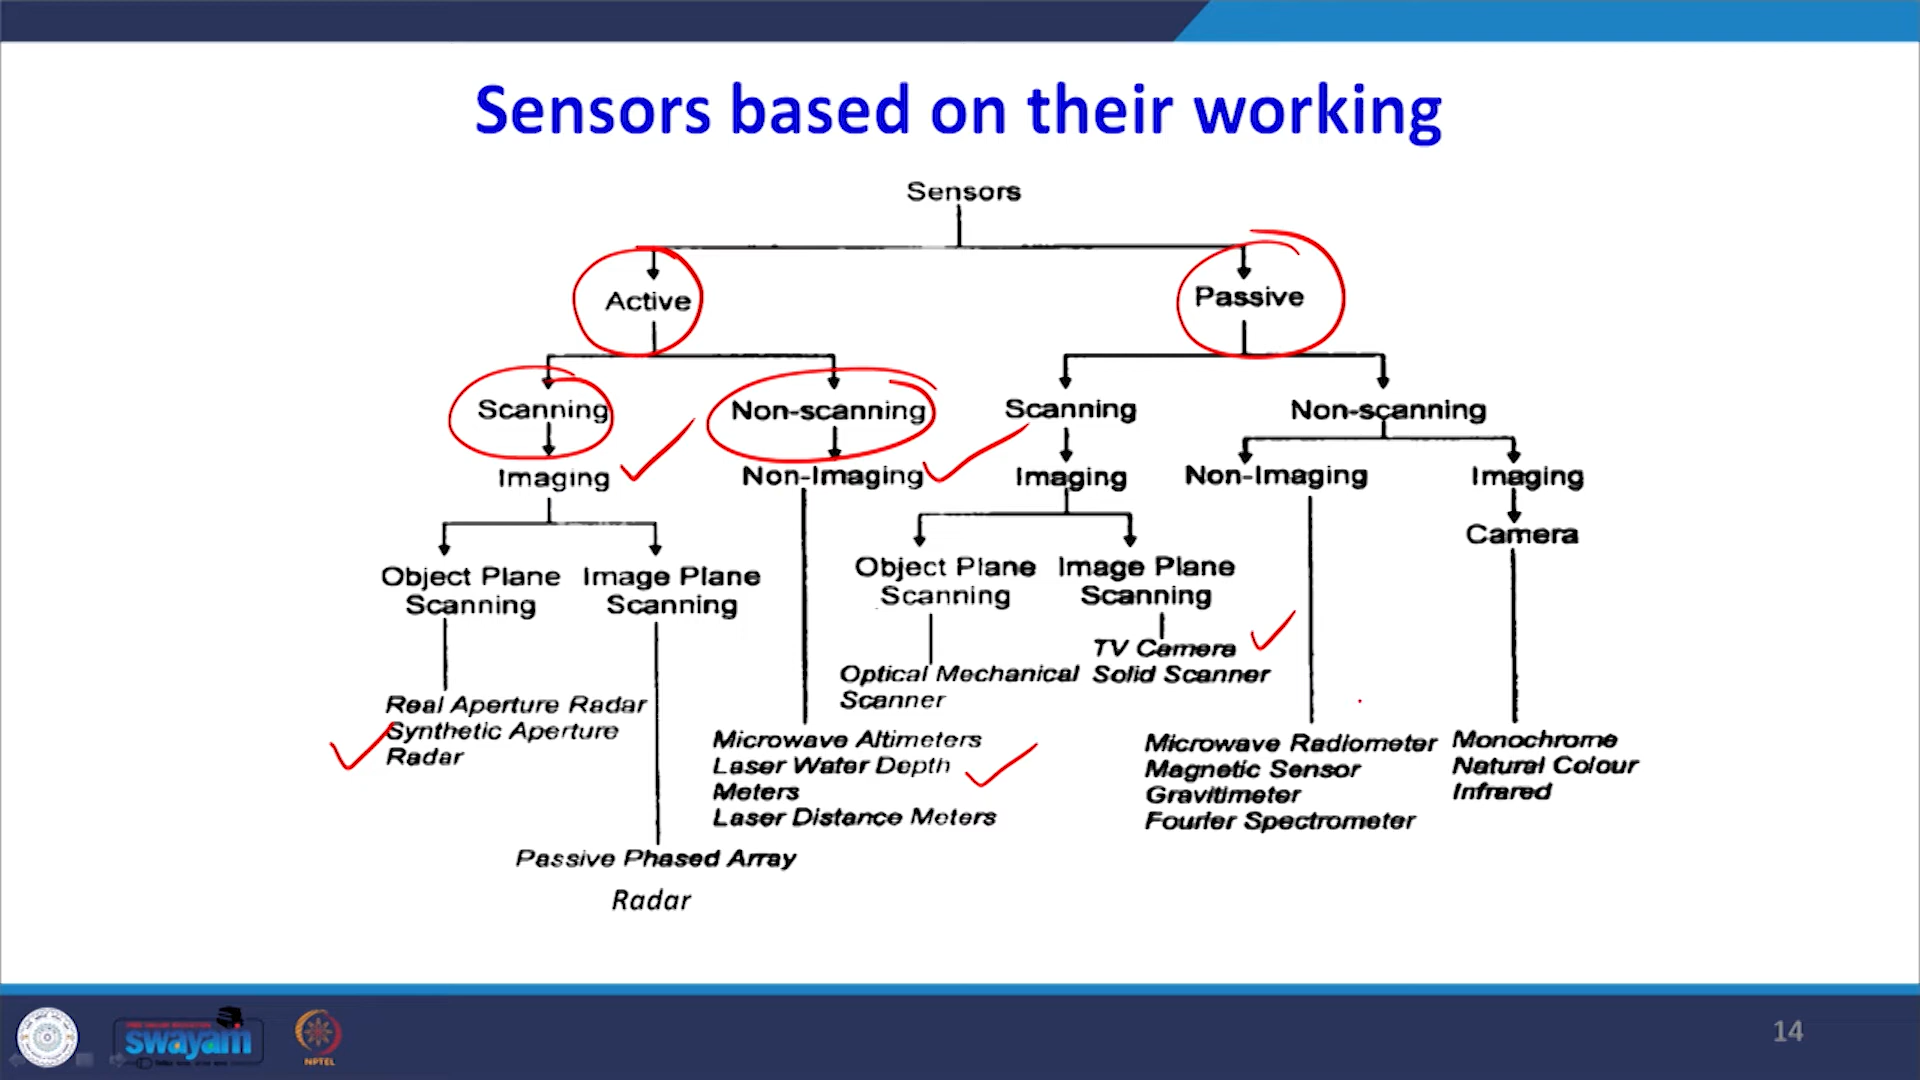 Sensors based on their working
Sensors
Active
Passive
Scanning
Non-scanning
Scanning
Non-scanning
Imaging
Non-Imaging
Imaging
Non-Imaging
Imaging
Camera
Object Plane
Scanning
Image Plane
Scanning
Object Plane
Scanning
Image Plane
Scanning
Real Aperture Radar
Synthetic Aperture
Radar
Passive Phased Array
Radar
Microwave Altimeters
Laser Water Depth
Meters
Laser Distance Meters
Optical Mechanical
Scanner
TV Camera
Solid Scanner
Microwave Radiometer
Magnetic Sensor
Gravitimeter
Fourier Spectrometer
Monochrome
Natural Colour
Infrared
swayam
NPTEL
14